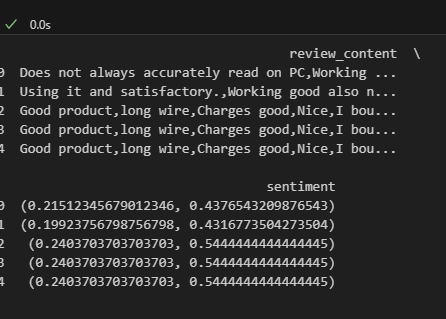 0.0s
review_content \
0 Does not always accurately read on PC,Working ...
1 Using it and satisfactory.,Working good also n...
2 Good product,long wire,Charges good,Nice,I bou...
3 Good product,long wire,Charges good,Nice,I bou...
4 Good product,long wire,Charges good,Nice,I bou...
sentiment
0 (0.21512345679012346, 0.4376543209876543)
1 (0.19923756798756798, 0.4316773504273504)
2 (0.2403703703703703, 0.5444444444444445)
3 (0.2403703703703703, 0.5444444444444445)
4 (0.2403703703703703, 0.5444444444444445)